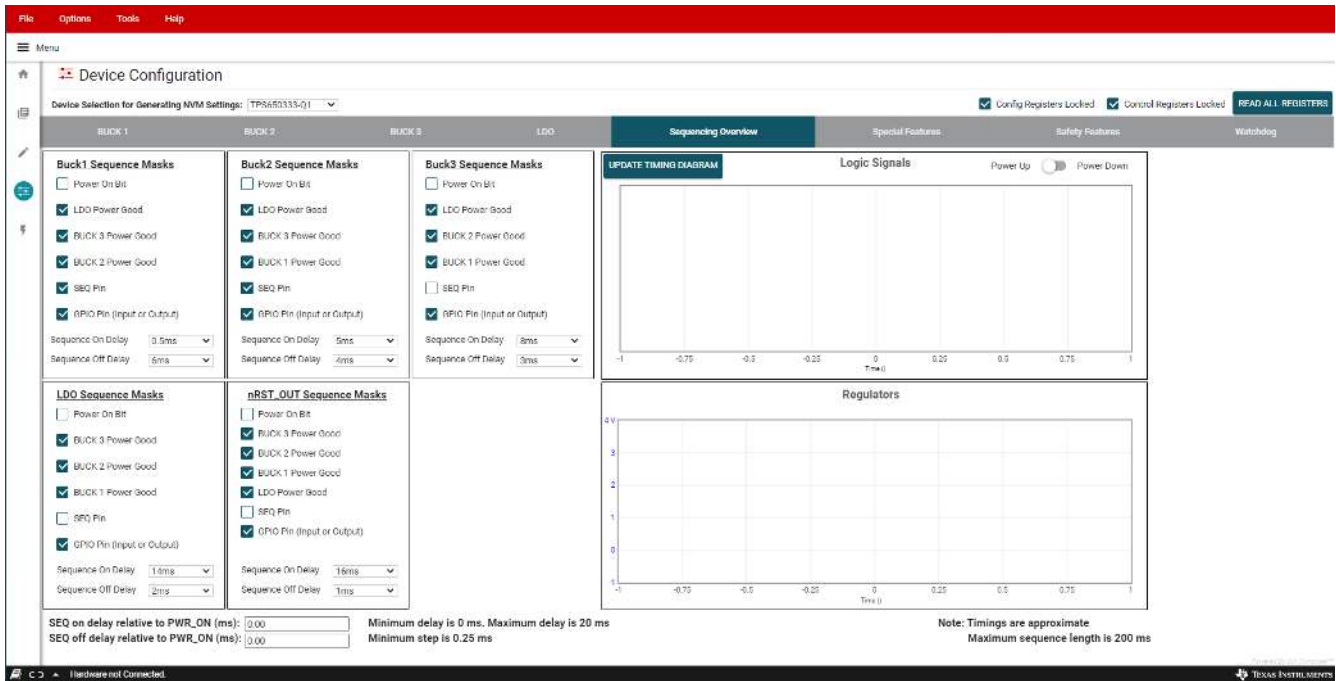 File Options Tools Help
Menu
Device Configuration
Device Selection for Generating NVM Settings: TPS650333-Q1
Config Registers Locked Control Registers Locked READ ALL REGISTERS
BUCK 1 BUCK 2 BUCK 3 LDO Sequencing Overview Special Features Safety Features Watchdog
Buck1 Sequence Masks
Power On Bit
LDO Power Good
BUCK 3 Power Good
BUCK 2 Power Good
SEQ Pin
GPIO Pin (Input or Output)
Sequence On Delay 0.5ms
Sequence Off Delay 6ms
Buck2 Sequence Masks
Power On Bit
LDO Power Good
BUCK 3 Power Good
BUCK 1 Power Good
SEQ Pin
GPIO Pin (Input or Output)
Sequence On Delay 5ms
Sequence Off Delay 4ms
Buck3 Sequence Masks
Power On Bit
LDO Power Good
BUCK 2 Power Good
BUCK 1 Power Good
SEQ Pin
GPIO Pin (Input or Output)
Sequence On Delay 8ms
Sequence Off Delay 3ms
UPDATE TIMING DIAGRAM Logic Signals Power Up Power Down
-1 -0.75 -0.5 -0.25 0 0.25 0.5 0.75 1
Time ()
LDO Sequence Masks
Power On Bit
BUCK 3 Power Good
BUCK 2 Power Good
BUCK 1 Power Good
SEQ Pin
GPIO Pin (Input or Output)
Sequence On Delay 14ms
Sequence Off Delay 2ms
nRST_OUT Sequence Masks
Power On Bit
BUCK 3 Power Good
BUCK 2 Power Good
BUCK 1 Power Good
LDO Power Good
SEQ Pin
GPIO Pin (Input or Output)
Sequence On Delay 16ms
Sequence Off Delay 1ms
Regulators
4 V
3
2
1
0
-1 -0.75 -0.5 -0.25 0 0.25 0.5 0.75 1
Time ()
SEQ on delay relative to PWR_ON (ms): 0.00 Minimum delay is 0 ms. Maximum delay is 20 ms Note: Timings are approximate
SEQ off delay relative to PWR_ON (ms): 0.00 Minimum step is 0.25 ms Maximum sequence length is 200 ms
Hardware not Connected. TEXAS INSTRUMENTS